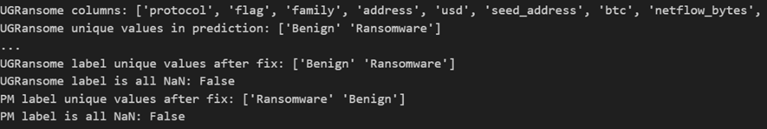 UGRansome columns: ['protocol', 'flag', 'family', 'address', 'usd', 'seed_address', 'btc', 'netflow_bytes',
UGRansome unique values in prediction: ['Benign' 'Ransomware']
...
UGRansome label unique values after fix: ['Benign' 'Ransomware']
UGRansome label is all NaN: False
PM label unique values after fix: ['Ransomware' 'Benign']
PM label is all NaN: False